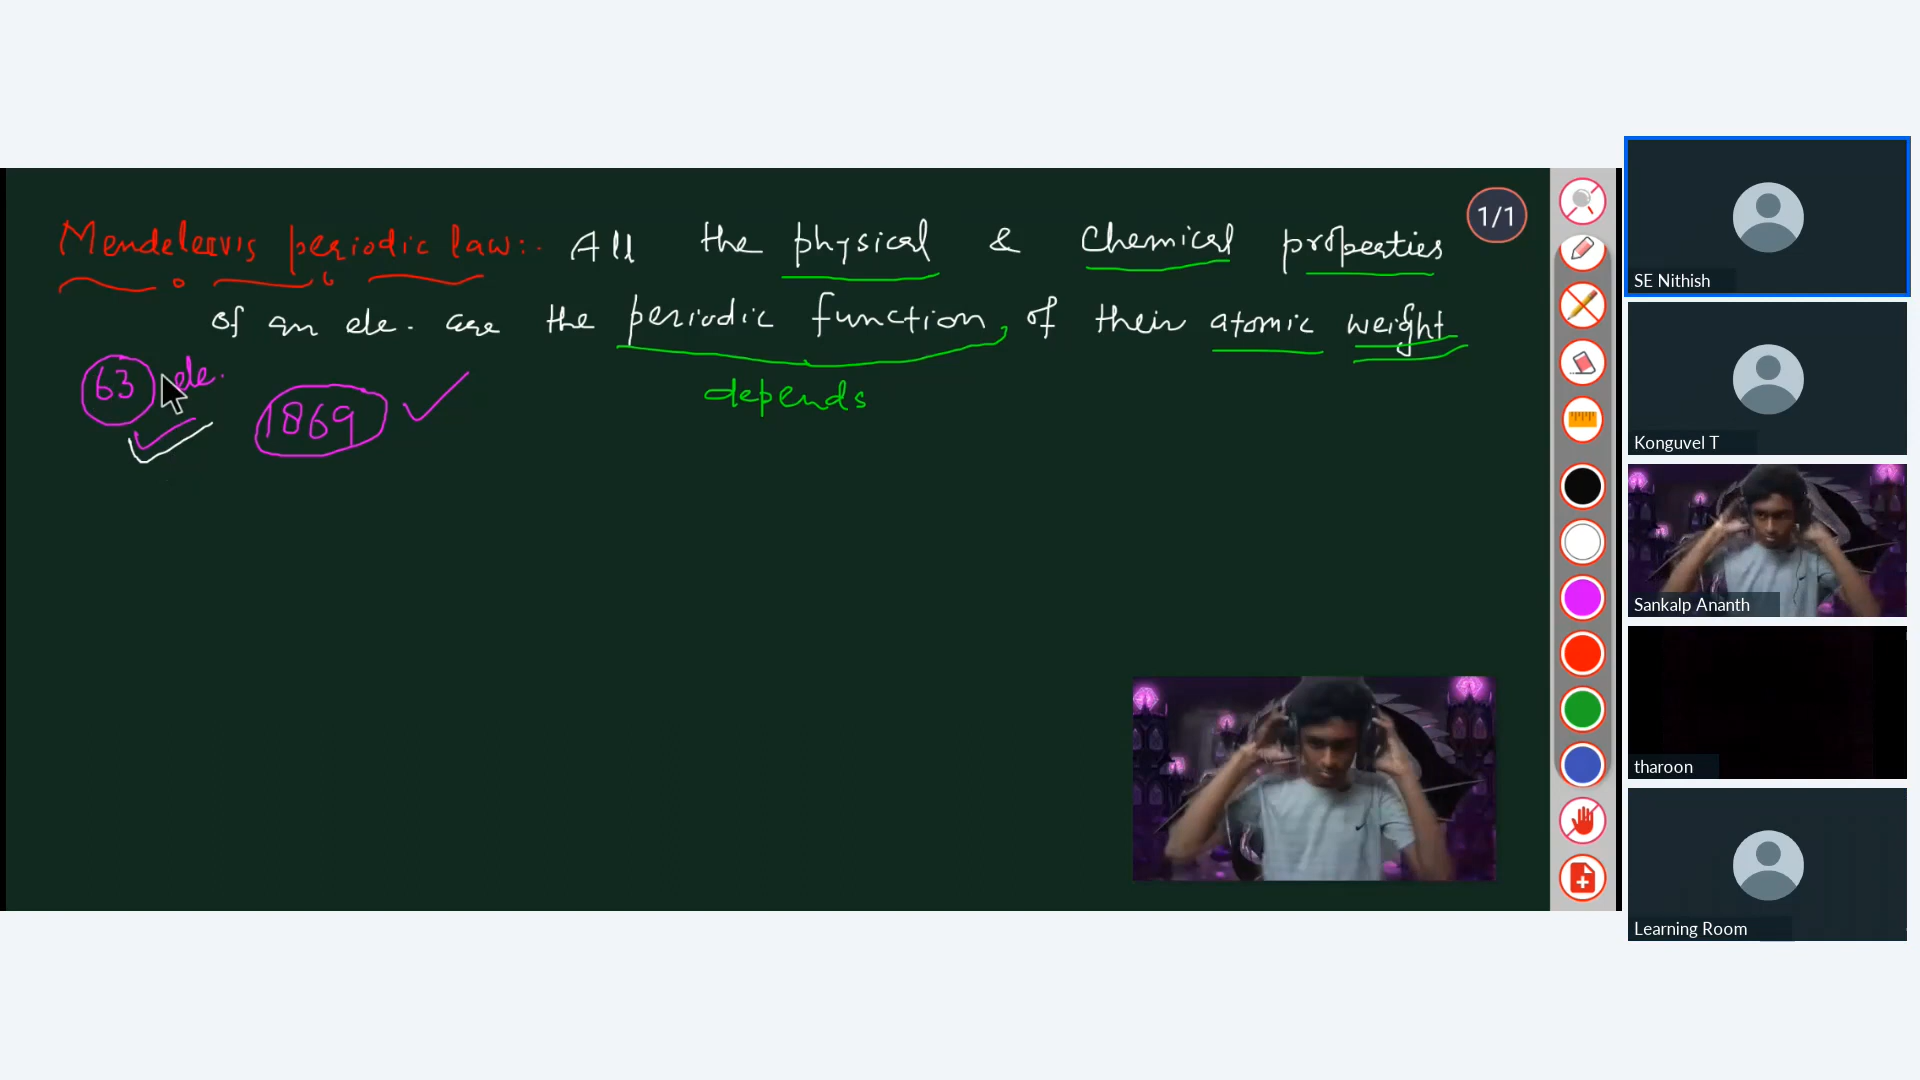 Mendeleevis periodic law:- All the physical & Chemical properties
of an ele. are the periodic function, of their atomic weight
63 ele.
1869
depends
1/1
SE Nithish
Konguvel T
Sankalp Ananth
tharoon
Learning Room